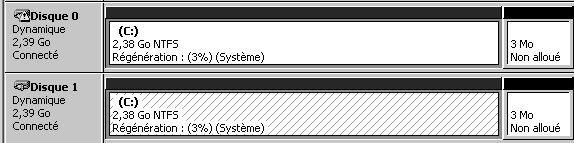 Disque 0
Dynamique
2,39 Go
Connecté
(C:)
2,38 Go NTFS
Régénération : (3%) (Système)
3 Mo
Non alloué
Disque 1
Dynamique
2,39 Go
Connecté
(C:)
2,38 Go NTFS
Régénération : (3%) (Système)
3 Mo
Non alloué